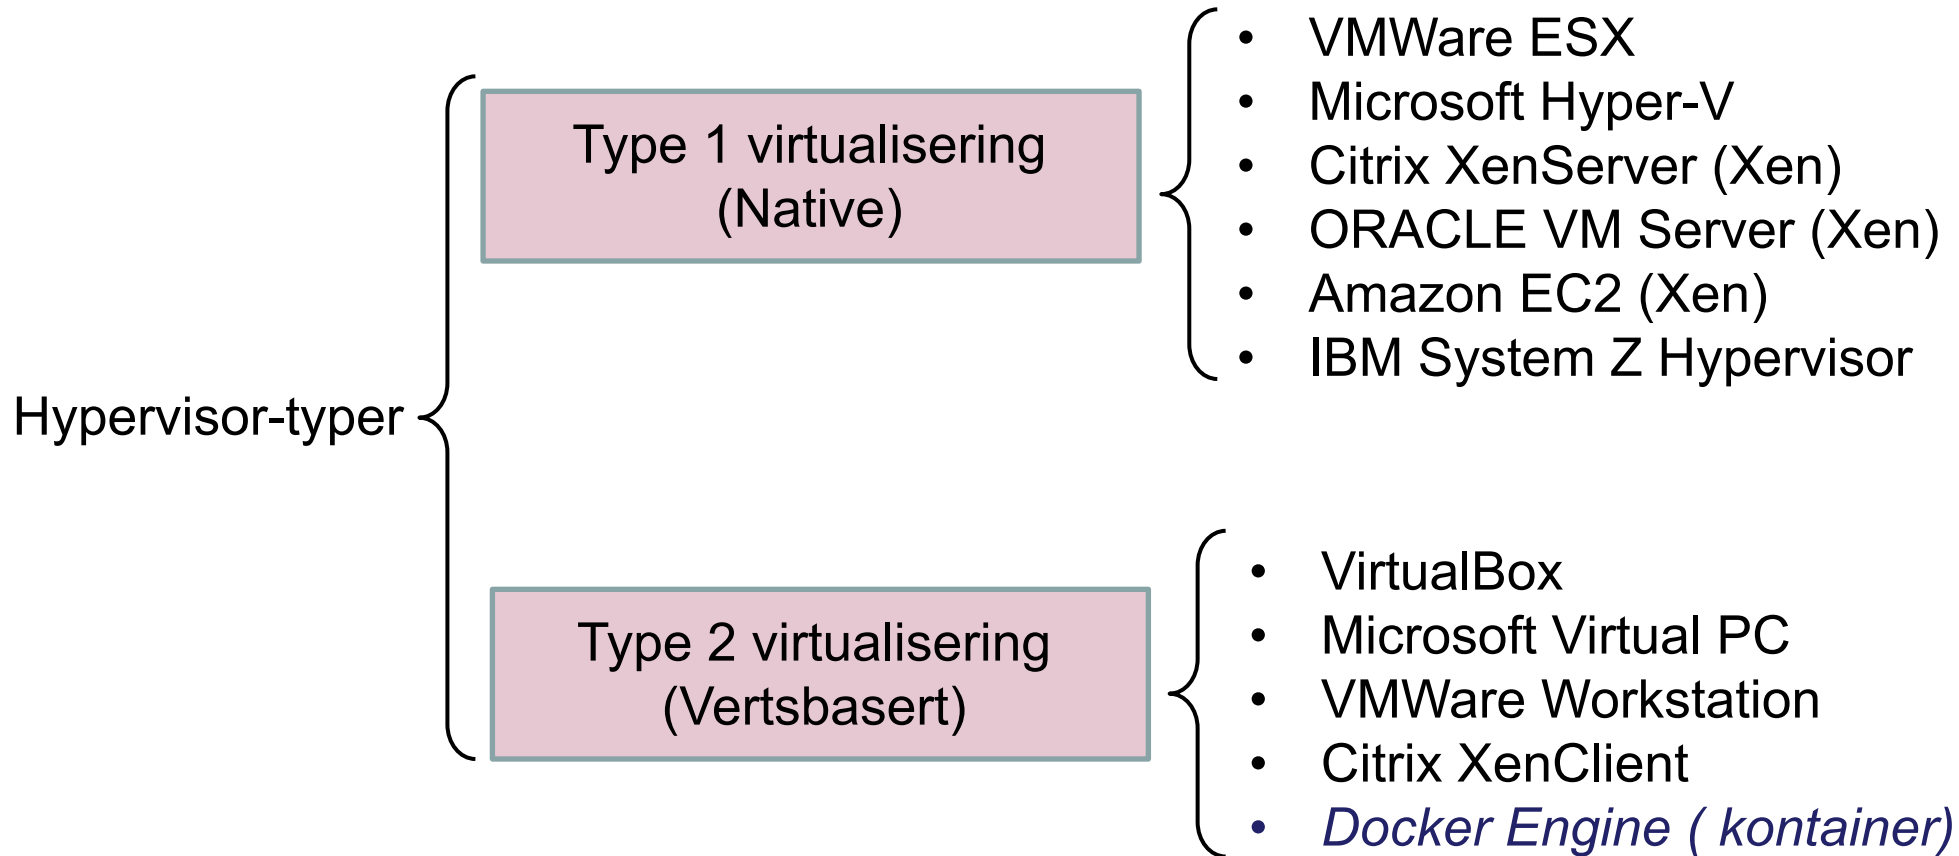 Hypervisor-typer
Type 1 virtualisering
(Native)
• VMWare ESX
• Microsoft Hyper-V
• Citrix XenServer (Xen)
• ORACLE VM Server (Xen)
• Amazon EC2 (Xen)
• IBM System Z Hypervisor
Type 2 virtualisering
(Vertsbasert)
• VirtualBox
• Microsoft Virtual PC
• VMWare Workstation
• Citrix XenClient
• Docker Engine ( kontainer)